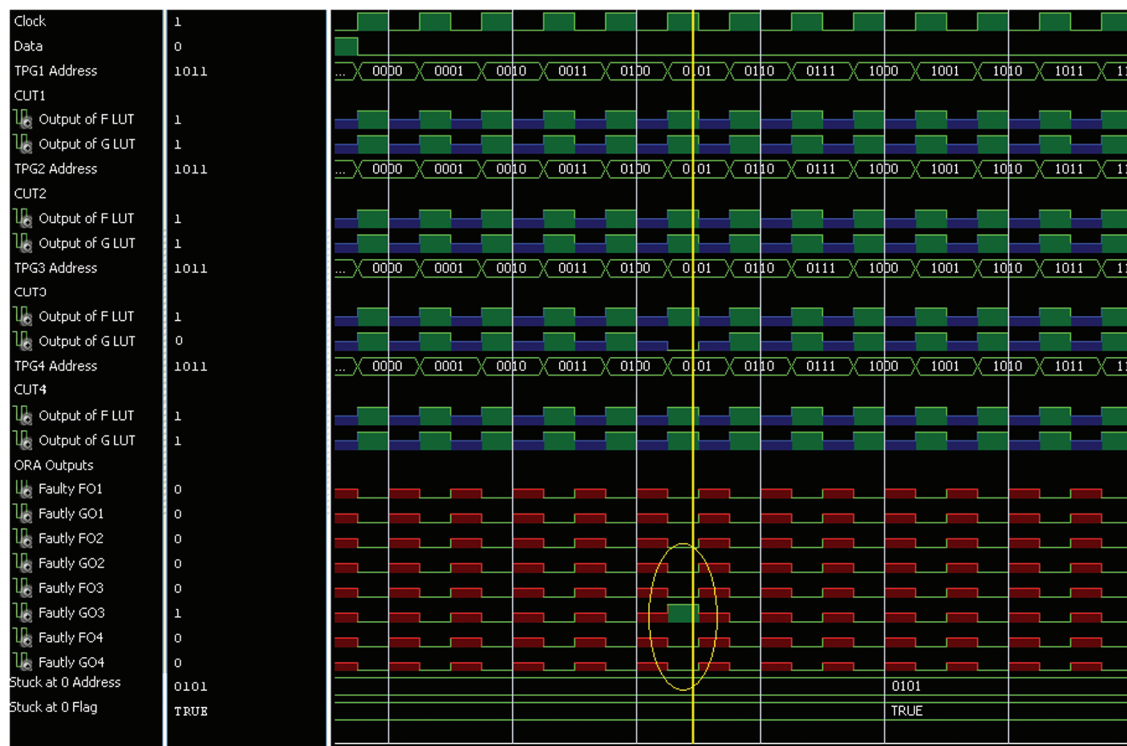 Clock 1
Data 0
TPG1 Address 1011 ... 0000 0001 0010 0011 0100 0101 0110 0111 1000 1001 1010 1011 11
CUT1
Output of F LUT 1
Output of G LUT 1
TPG2 Address 1011 ... 0000 0001 0010 0011 0100 0101 0110 0111 1000 1001 1010 1011 11
CUT2
Output of F LUT 1
Output of G LUT 1
TPG3 Address 1011 ... 0000 0001 0010 0011 0100 0101 0110 0111 1000 1001 1010 1011 11
CUT3
Output of F LUT 1
Output of G LUT 0
TPG4 Address 1011 ... 0000 0001 0010 0011 0100 0101 0110 0111 1000 1001 1010 1011 11
CUT4
Output of F LUT 1
Output of G LUT 1
ORA Outputs
Faulty FO1 0
Fautly GO1 0
Fautly FO2 0
Fautly GO2 0
Fautly FO3 0
Fautly GO3 1
Fautly FO4 0
Fautly GO4 0
Stuck at 0 Address 0101 0101
Stuck at 0 Flag TRUE TRUE